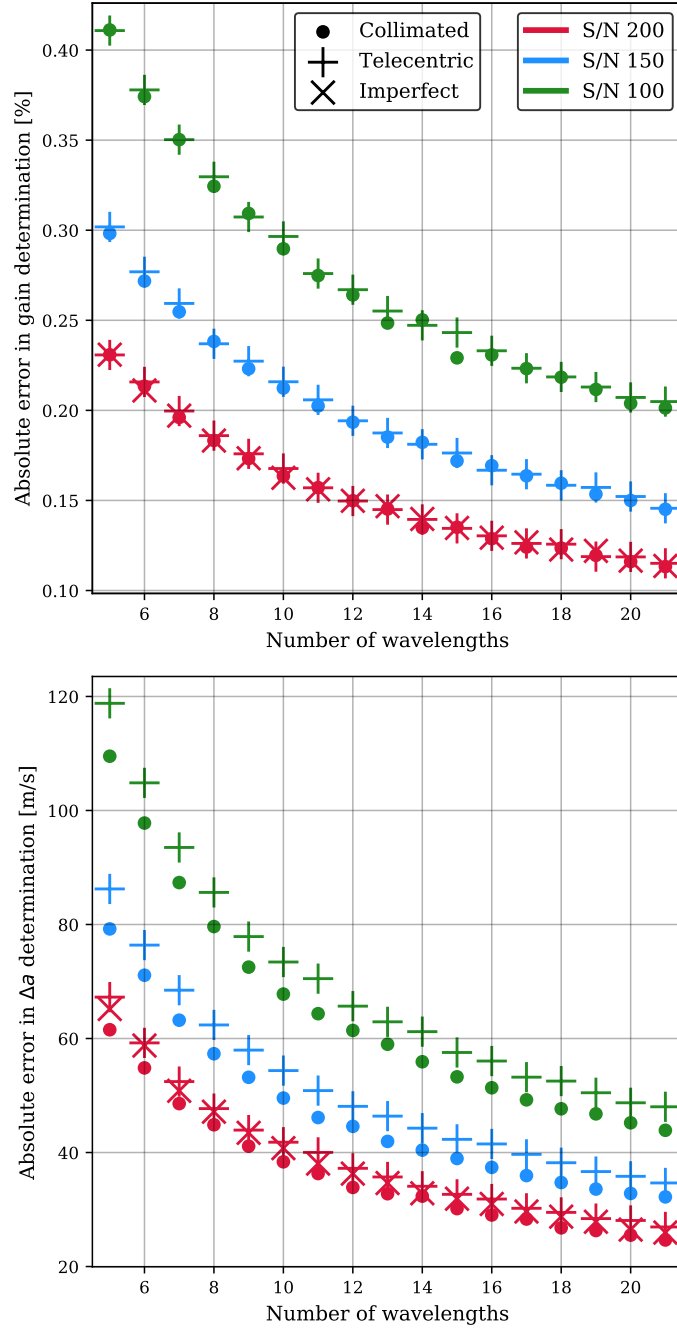 Collimated
Telecentric
Imperfect
S/N 200
S/N 150
S/N 100
Absolute error in gain determination [%]
0.40
0.35
0.30
0.25
0.20
0.15
0.10
6 8 10 12 14 16 18 20
Number of wavelengths
Absolute error in Δa determination [m/s]
120
100
80
60
40
20
6 8 10 12 14 16 18 20
Number of wavelengths